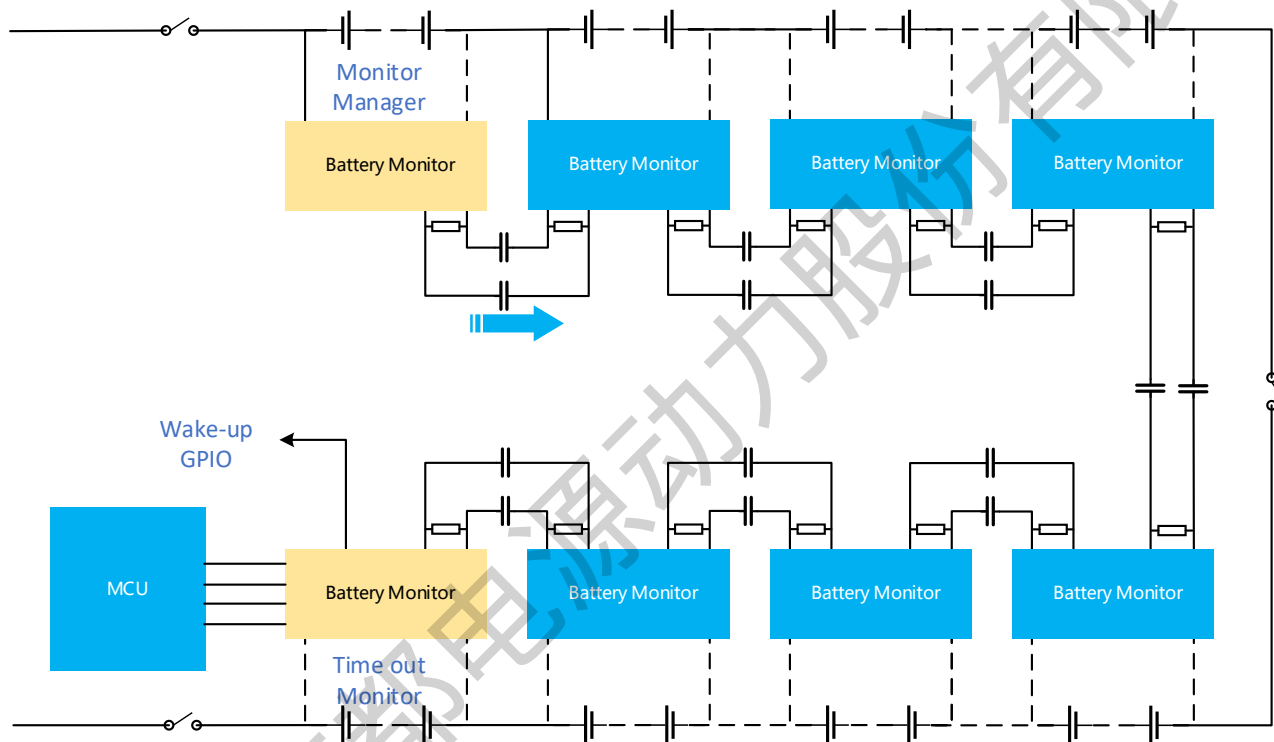 Monitor
Manager
Battery Monitor
Battery Monitor
Battery Monitor
Battery Monitor
Wake-up
GPIO
MCU
Battery Monitor
Battery Monitor
Battery Monitor
Battery Monitor
Time out
Monitor
都电源动力股份有限